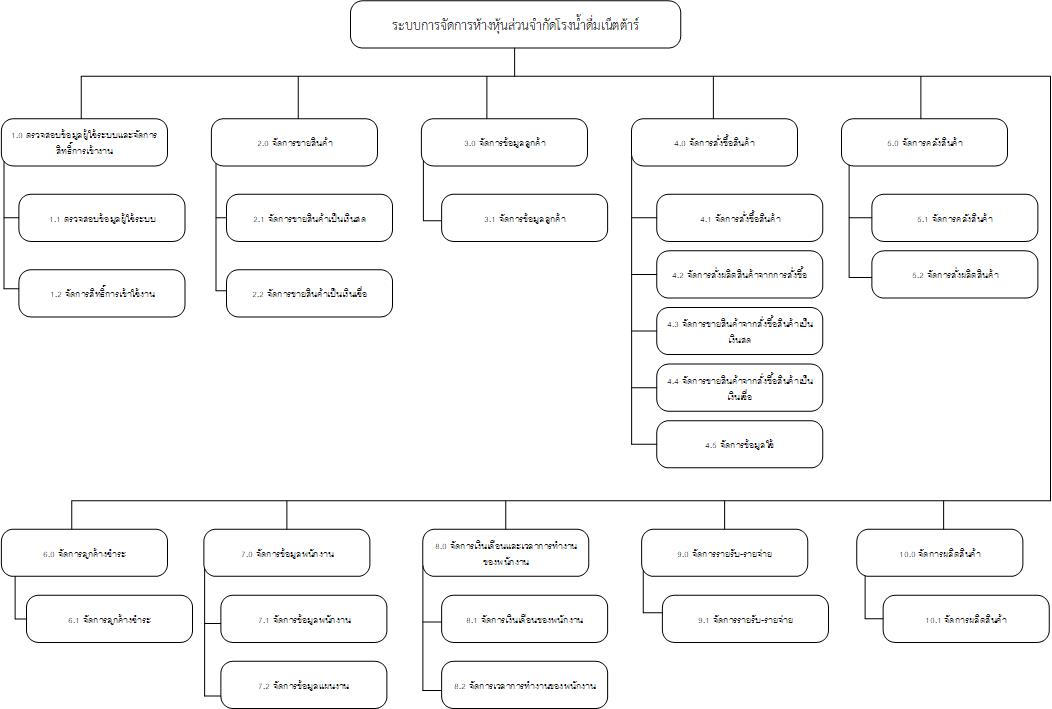 ระบบการจัดการห้างหุ้นส่วนจำกัดโรงน้ำดื่มเน็ตต้าร์
1.0 ตรวจสอบข้อมูลผู้ใช้ระบบและจัดการ
สิทธิ์การเข้างาน
2.0 จัดการขายสินค้า
3.0 จัดการข้อมูลลูกค้า
4.0 จัดการสั่งซื้อสินค้า
5.0 จัดการคลังสินค้า
1.1 ตรวจสอบข้อมูลผู้ใช้ระบบ
2.1 จัดการขายสินค้าเป็นเงินสด
3.1 จัดการข้อมูลลูกค้า
4.1 จัดการสั่งซื้อสินค้า
5.1 จัดการคลังสินค้า
1.2 จัดการสิทธิ์การเข้าใช้งาน
2.2 จัดการขายสินค้าเป็นเงินเชื่อ
4.2 จัดการสั่งผลิตสินค้าจากการสั่งซื้อ
5.2 จัดการสั่งผลิตสินค้า
4.3 จัดการขายสินค้าจากสั่งซื้อสินค้าเป็น
เงินสด
4.4 จัดการขายสินค้าจากสั่งซื้อสินค้าเป็น
เงินเชื่อ
4.5 จัดการข้อมูลใช้
6.0 จัดการลูกค้าค้างชำระ
7.0 จัดการข้อมูลพนักงาน
8.0 จัดการเงินเดือนและเวลาการทำงาน
ของพนักงาน
9.0 จัดการรายรับ-รายจ่าย
10.0 จัดการผลิตสินค้า
6.1 จัดการลูกค้าค้างชำระ
7.1 จัดการข้อมูลพนักงาน
8.1 จัดการเงินเดือนของพนักงาน
9.1 จัดการรายรับ-รายจ่าย
10.1 จัดการผลิตสินค้า
7.2 จัดการข้อมูลแผนงาน
8.2 จัดการเวลาการทำงานของพนักงาน